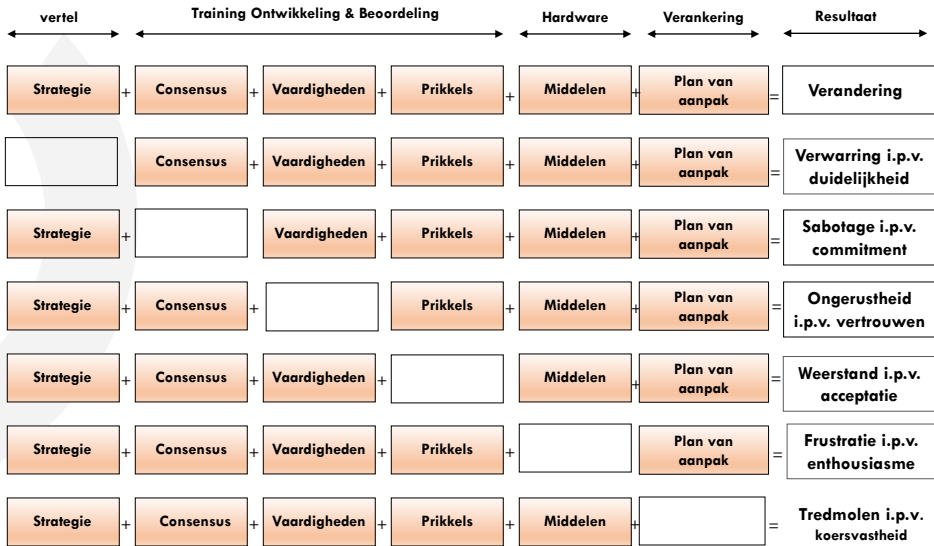 vertel Training Ontwikkeling & Beoordeling Hardware Verankering Resultaat
Strategie + Consensus + Vaardigheden + Prikkels + Middelen + Plan van aanpak = Verandering
Consensus + Vaardigheden + Prikkels + Middelen + Plan van aanpak = Verwarring i.p.v. duidelijkheid
Strategie + Vaardigheden + Prikkels + Middelen + Plan van aanpak = Sabotage i.p.v. commitment
Strategie + Consensus + Prikkels + Middelen + Plan van aanpak = Ongerustheid i.p.v. vertrouwen
Strategie + Consensus + Vaardigheden + Middelen + Plan van aanpak = Weerstand i.p.v. acceptatie
Strategie + Consensus + Vaardigheden + Prikkels + Plan van aanpak = Frustratie i.p.v. enthousiasme
Strategie + Consensus + Vaardigheden + Prikkels + Middelen + = Tredmolen i.p.v. koersvastheid